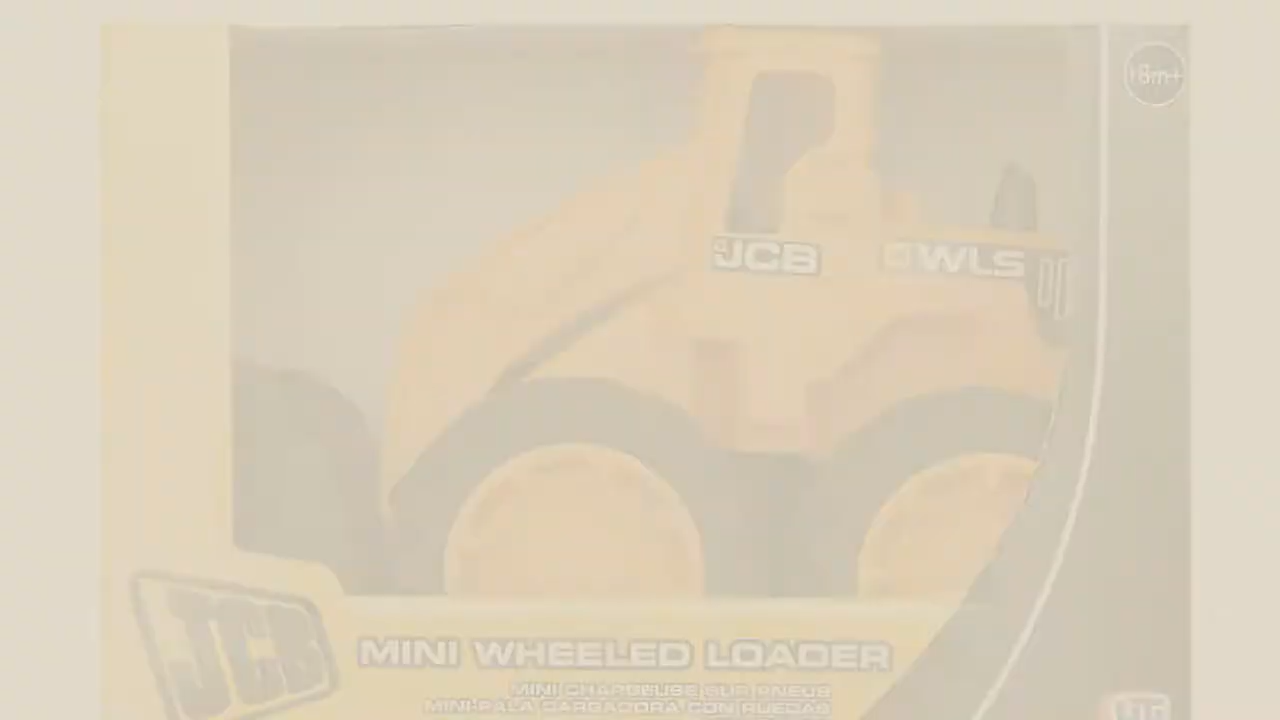 18m+
JCB WLS
JCB
MINI WHEELED LOADER
MINI CHARGEUSE SUR PNEUS
MINI-PALA CARGADORA CON RUEDAS